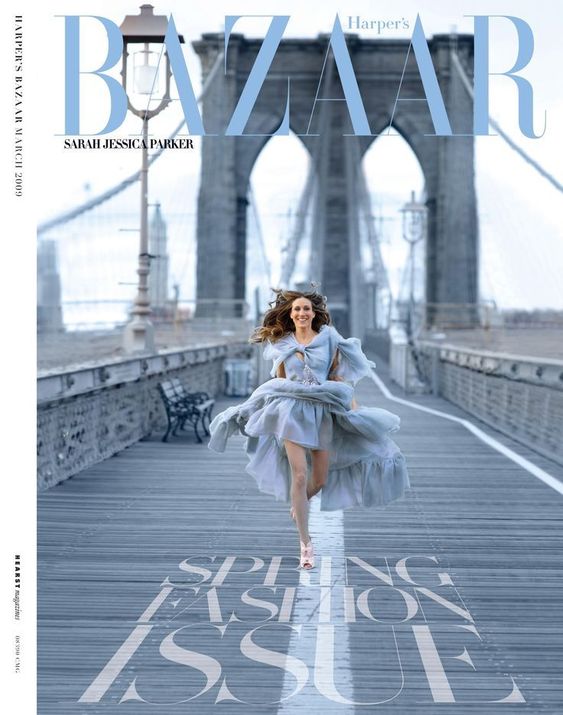 Harper's
BAZAAR
SARAH JESSICA PARKER
SPRING
FASHION
ISSUE
HARPER'S BAZAAR MARCH 2009
HEARST magazines